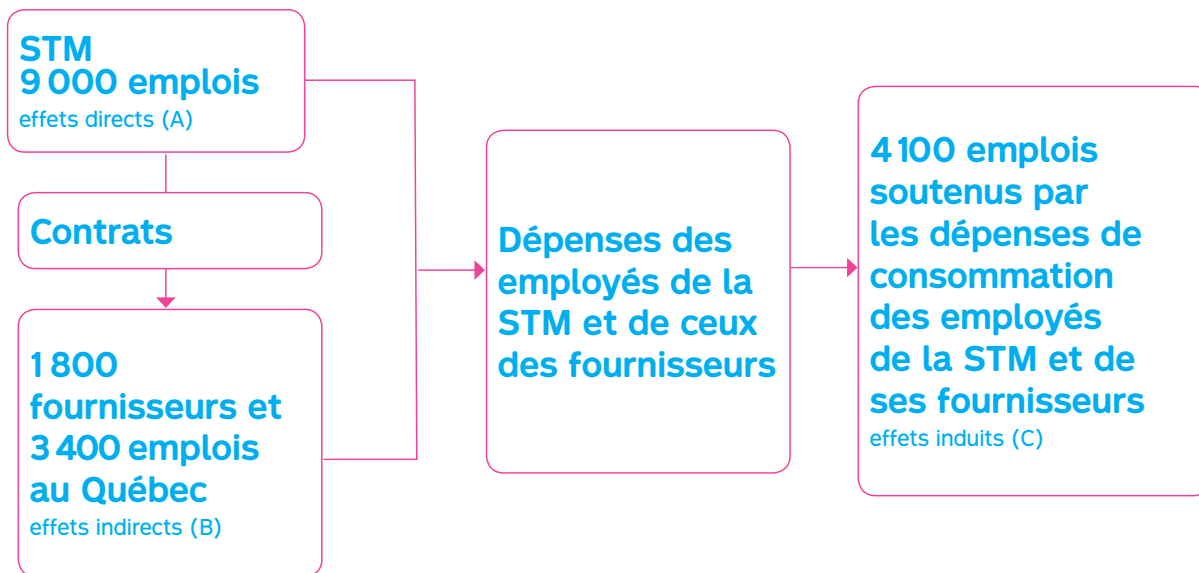 STM
9 000 emplois
effets directs (A)
Contrats
1 800
fournisseurs et
3 400 emplois
au Québec
effets indirects (B)
Dépenses des
employés de la
STM et de ceux
des fournisseurs
4 100 emplois
soutenus par
les dépenses de
consommation
des employés
de la STM et de
ses fournisseurs
effets induits (C)